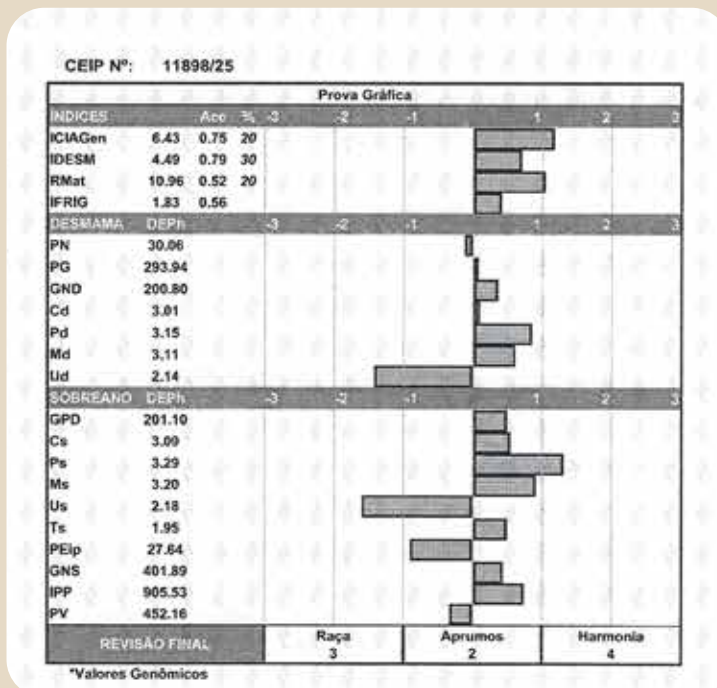 CEIP Nº: 11898/25
Prova Gráfica
ÍNDICES Acc % -3 -2 -1 1 2 3
ICIAGen 6.43 0.75 20
IDESM 4.49 0.79 30
RMat 10.96 0.52 20
IFRIG 1.83 0.56
DESMAMA DEPh -3 -2 -1 1 2 3
PN 30.06
PG 293.94
GND 200.80
Cd 3.01
Pd 3.15
Md 3.11
Ud 2.14
SOBREANO DEPh -3 -2 -1 1 2 3
GPD 201.10
Cs 3.09
Ps 3.29
Ms 3.20
Us 2.18
Ts 1.95
PEIp 27.64
GNS 401.89
IPP 905.53
PV 452.16
REVISÃO FINAL Raça Aprumos Harmonia
3 2 4
*Valores Genômicos